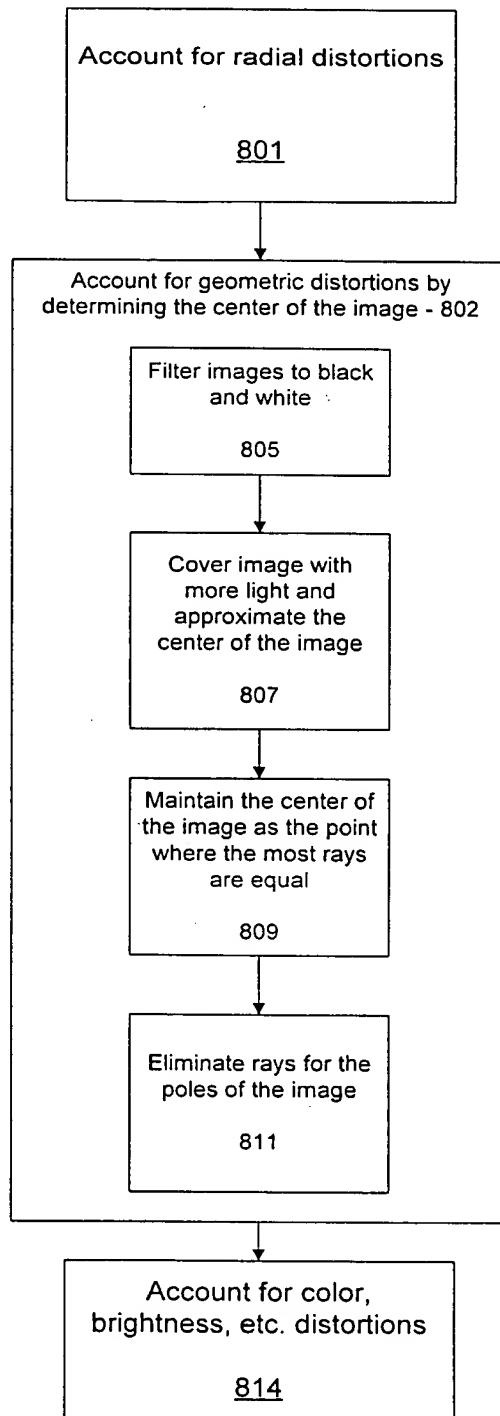 Account for radial distortions
801
Account for geometric distortions by
determining the center of the image - 802
Filter images to black
and white
805
Cover image with
more light and
approximate the
center of the image
807
Maintain the center of
the image as the point
where the most rays
are equal
809
Eliminate rays for the
poles of the image
811
Account for color,
brightness, etc. distortions
814